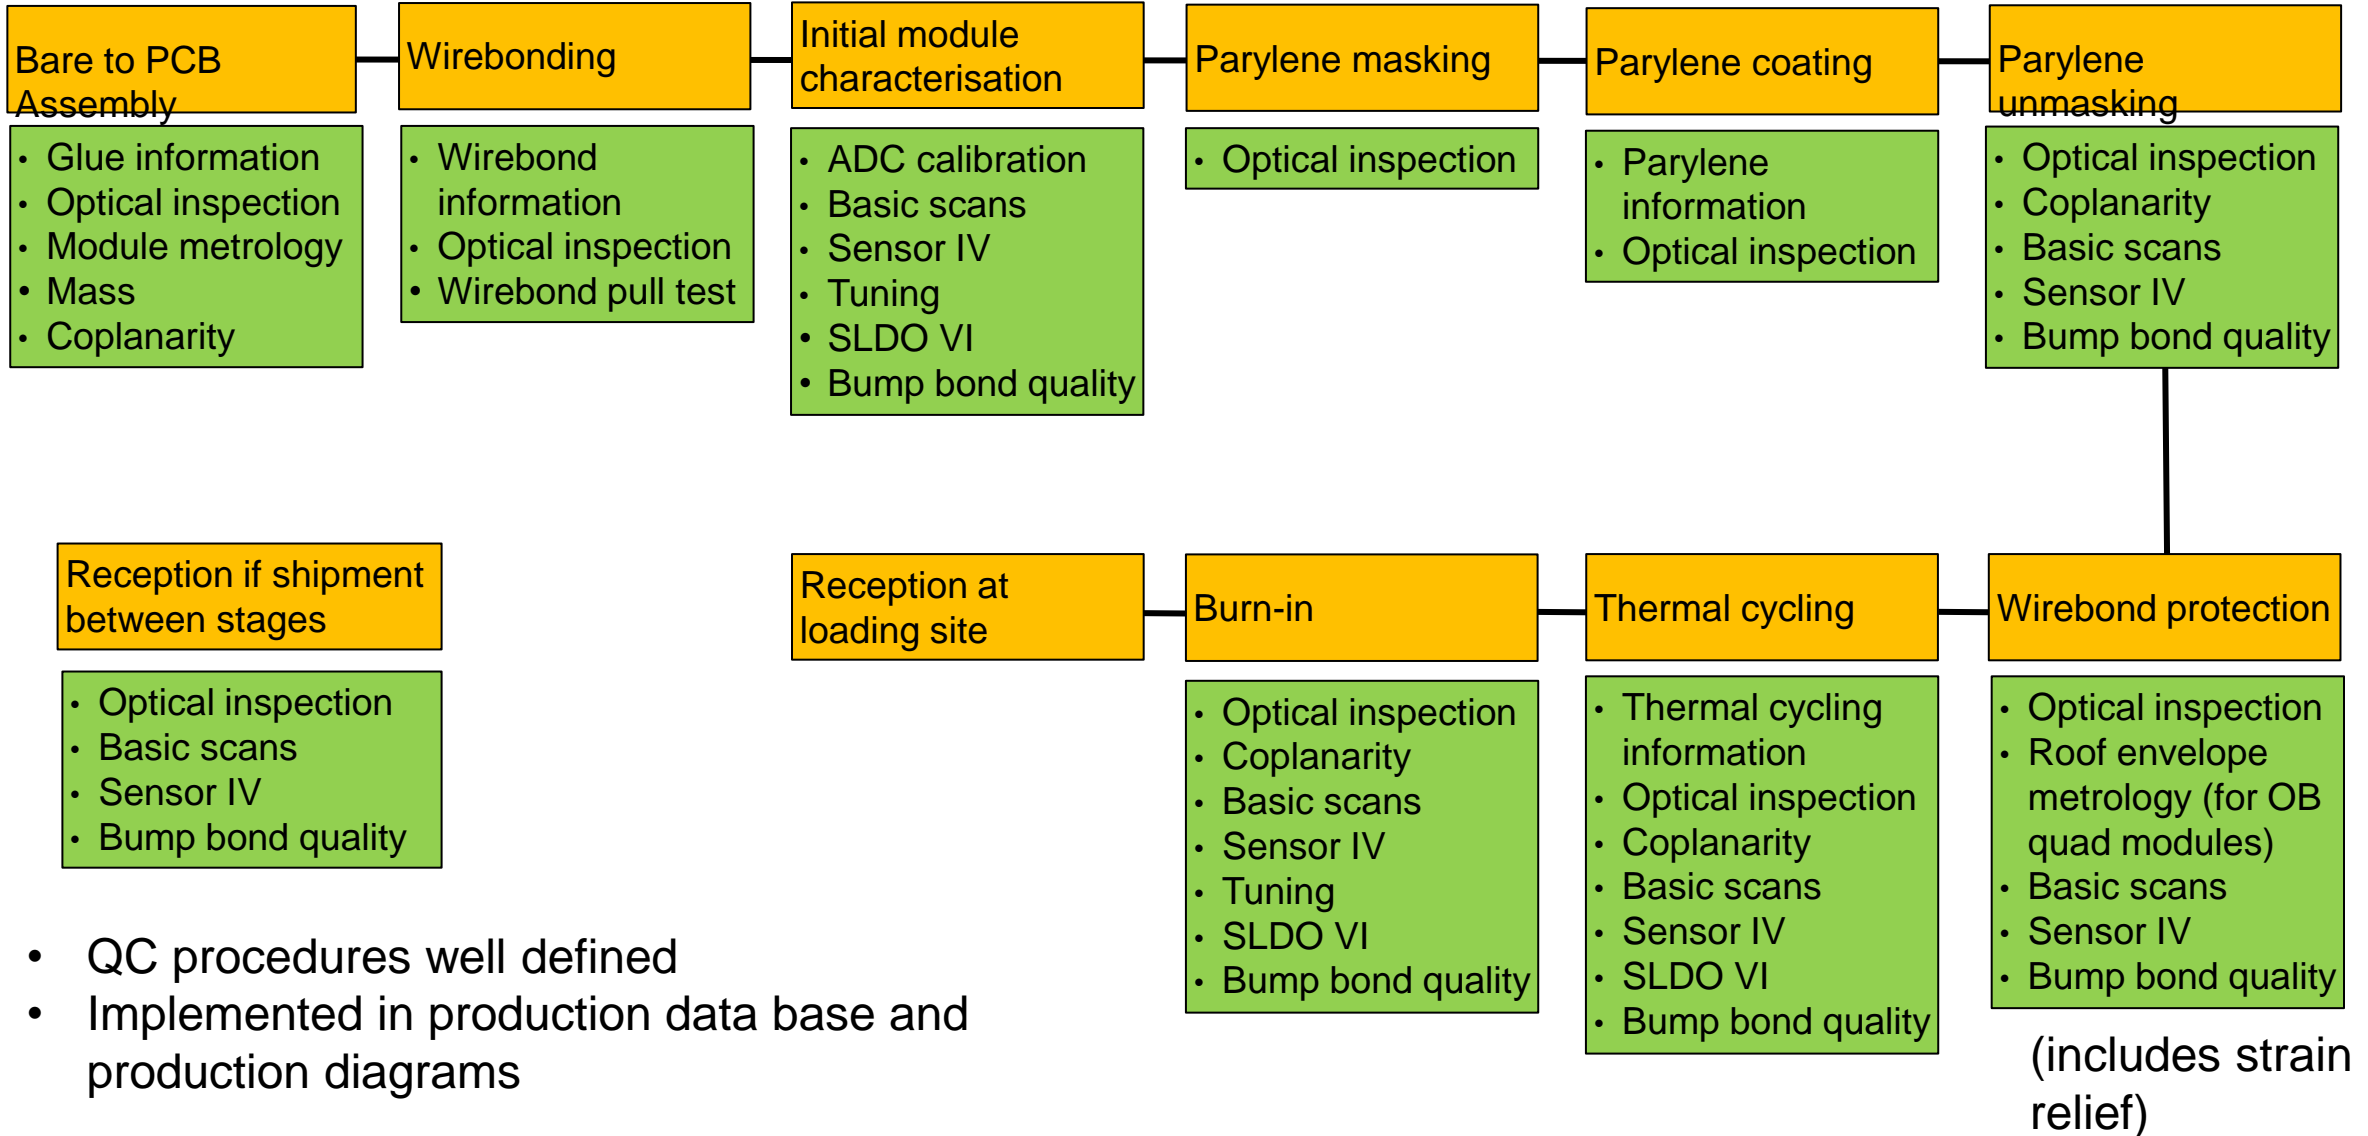 Bare to PCB
Assembly
• Glue information
• Optical inspection
• Module metrology
• Mass
• Coplanarity
Wirebonding
• Wirebond
information
• Optical inspection
• Wirebond pull test
Initial module
characterisation
• ADC calibration
• Basic scans
• Sensor IV
• Tuning
• SLDO VI
• Bump bond quality
Parylene masking
• Optical inspection
Parylene coating
• Parylene
information
• Optical inspection
Parylene
unmasking
• Optical inspection
• Coplanarity
• Basic scans
• Sensor IV
• Bump bond quality
Reception if shipment
between stages
• Optical inspection
• Basic scans
• Sensor IV
• Bump bond quality
Reception at
loading site
Burn-in
• Optical inspection
• Coplanarity
• Basic scans
• Sensor IV
• Tuning
• SLDO VI
• Bump bond quality
Thermal cycling
• Thermal cycling
information
• Optical inspection
• Coplanarity
• Basic scans
• Sensor IV
• SLDO VI
• Bump bond quality
Wirebond protection
• Optical inspection
• Roof envelope
metrology (for OB
quad modules)
• Basic scans
• Sensor IV
• Bump bond quality
(includes strain
relief)
• QC procedures well defined
• Implemented in production data base and
production diagrams